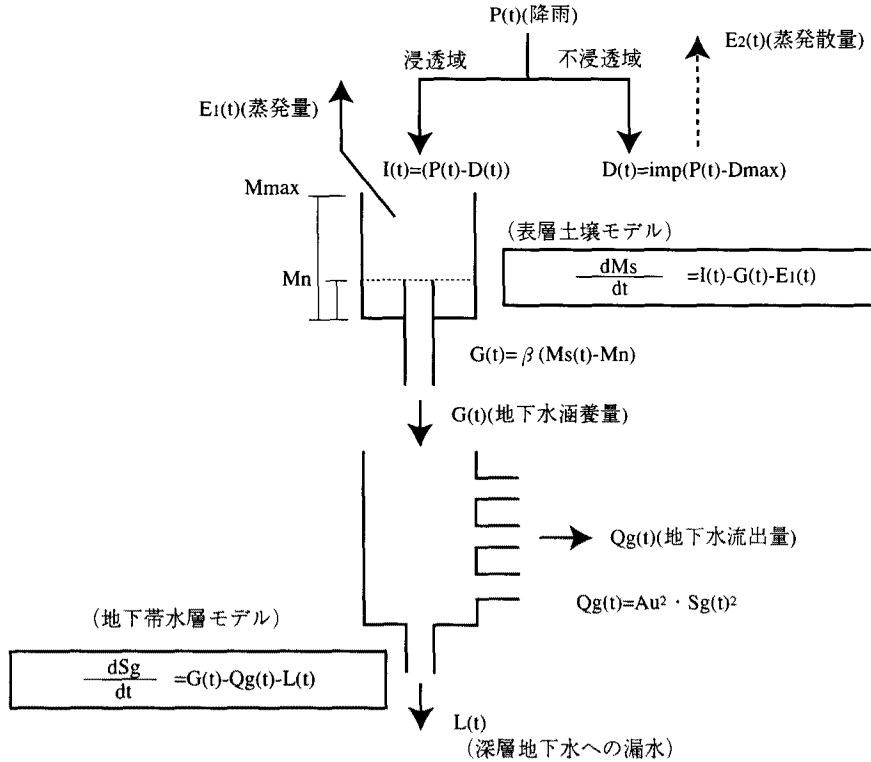 P(t)(降雨)
E2(t)(蒸発散量)
浸透域
不浸透域
E1(t)(蒸発量)
I(t)=(P(t)-D(t))
D(t)=imp(P(t)-Dmax)
Mmax
(表層土壌モデル)
dMs
dt
=I(t)-G(t)-E1(t)
Mn
G(t)=β(Ms(t)-Mn)
G(t)(地下水涵養量)
Qg(t)(地下水流出量)
Qg(t)=Au²・Sg(t)²
(地下帯水層モデル)
dSg
dt
=G(t)-Qg(t)-L(t)
L(t)
(深層地下水への漏水)